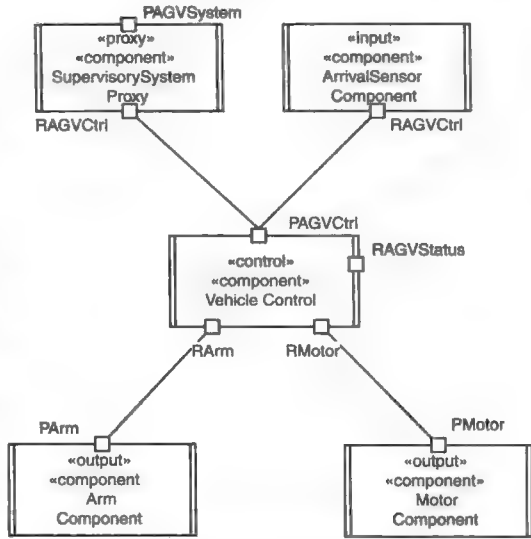 PAGVSystem
«proxy»
«component»
SupervisorySystem
Proxy
«input»
«component»
ArrivalSensor
Component
RAGVCtrl
RAGVCtrl
PAGVCtrl
RAGVStatus
«control»
«component»
Vehicle Control
RArm
RMotor
PArm
PMotor
«output»
«component
Arm
Component
«output»
«component»
Motor
Component